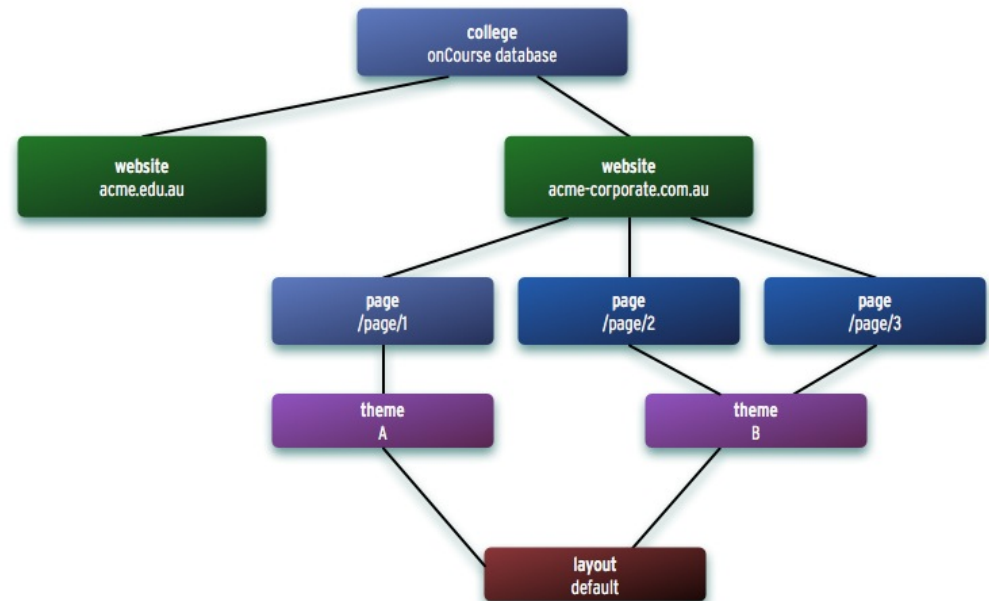 college
onCourse database
website
acme.edu.au
website
acme-corporate.com.au
page
/page/1
page
/page/2
page
/page/3
theme
A
theme
B
layout
default